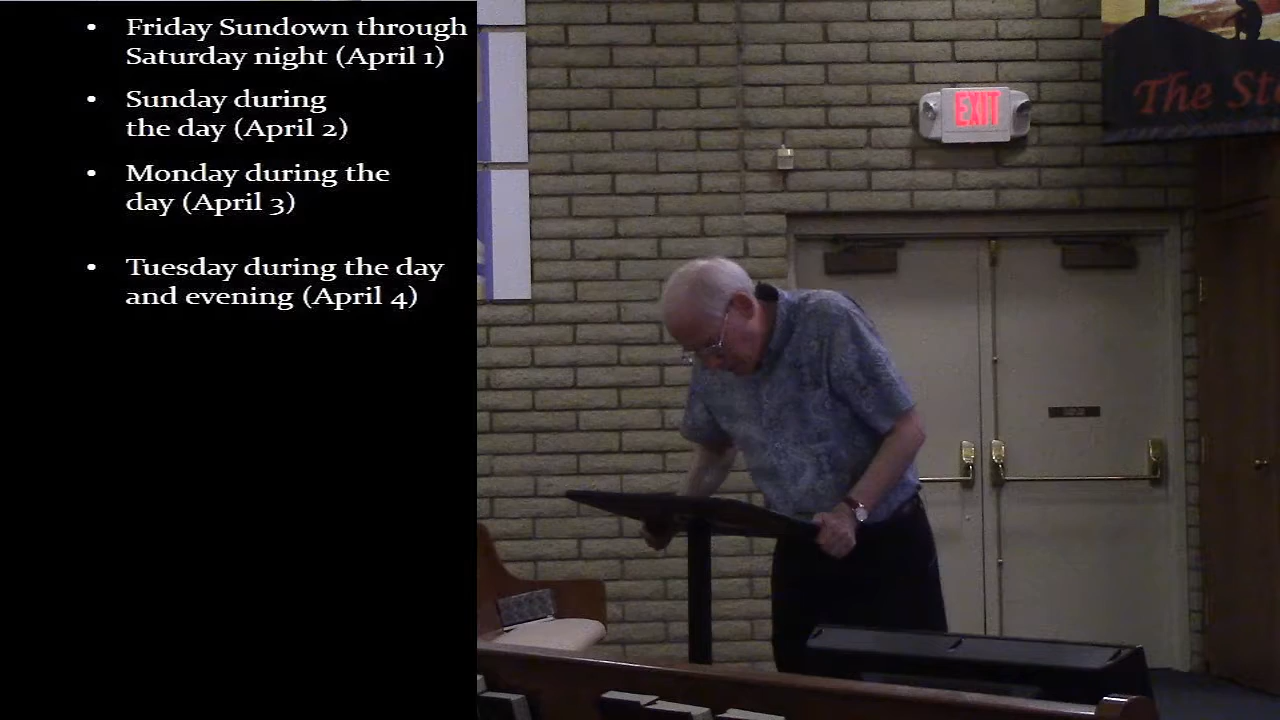 • Friday Sundown through
Saturday night (April 1)
• Sunday during
the day (April 2)
• Monday during the
day (April 3)
• Tuesday during the day
and evening (April 4)
EXIT
The